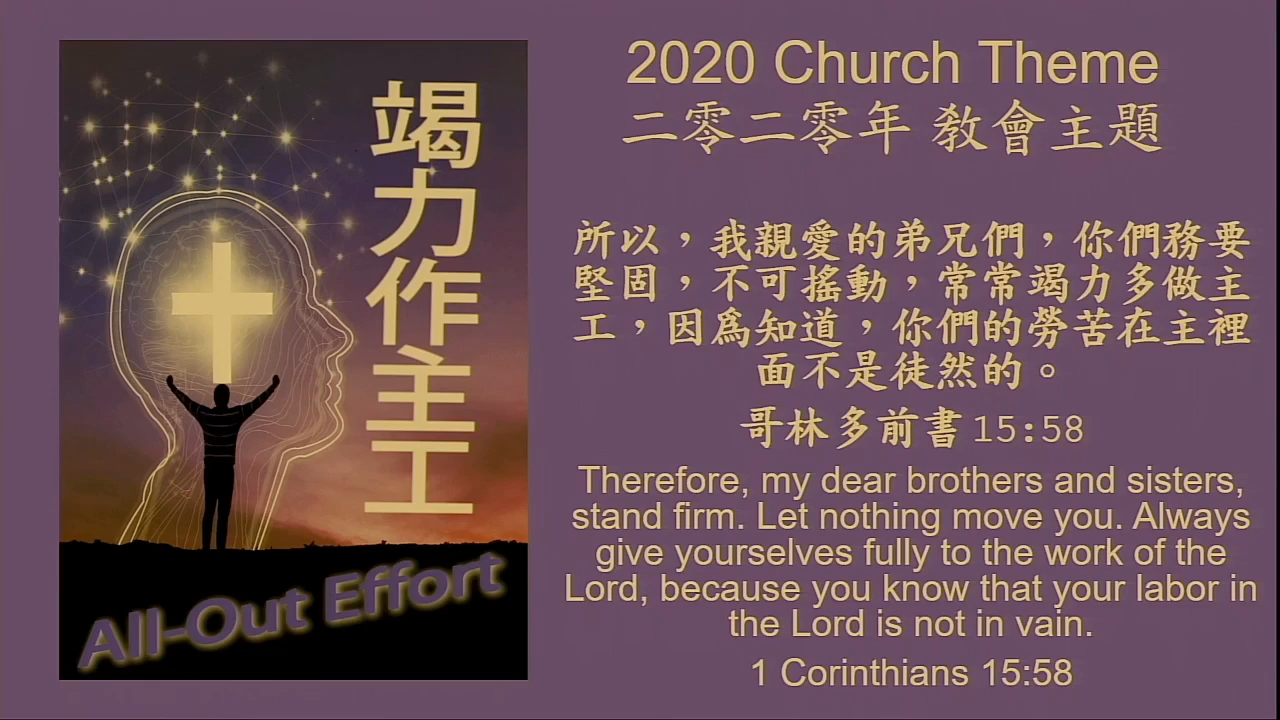 竭力作主工
All-Out Effort
2020 Church Theme
二零二零年 教會主題
所以，我親愛的弟兄們，你們務要
堅固，不可搖動，常常竭力多做主
工，因爲知道，你們的勞苦在主裡
面不是徒然的。
哥林多前書 15:58
Therefore, my dear brothers and sisters,
stand firm. Let nothing move you. Always
give yourselves fully to the work of the
Lord, because you know that your labor in
the Lord is not in vain.
1 Corinthians 15:58